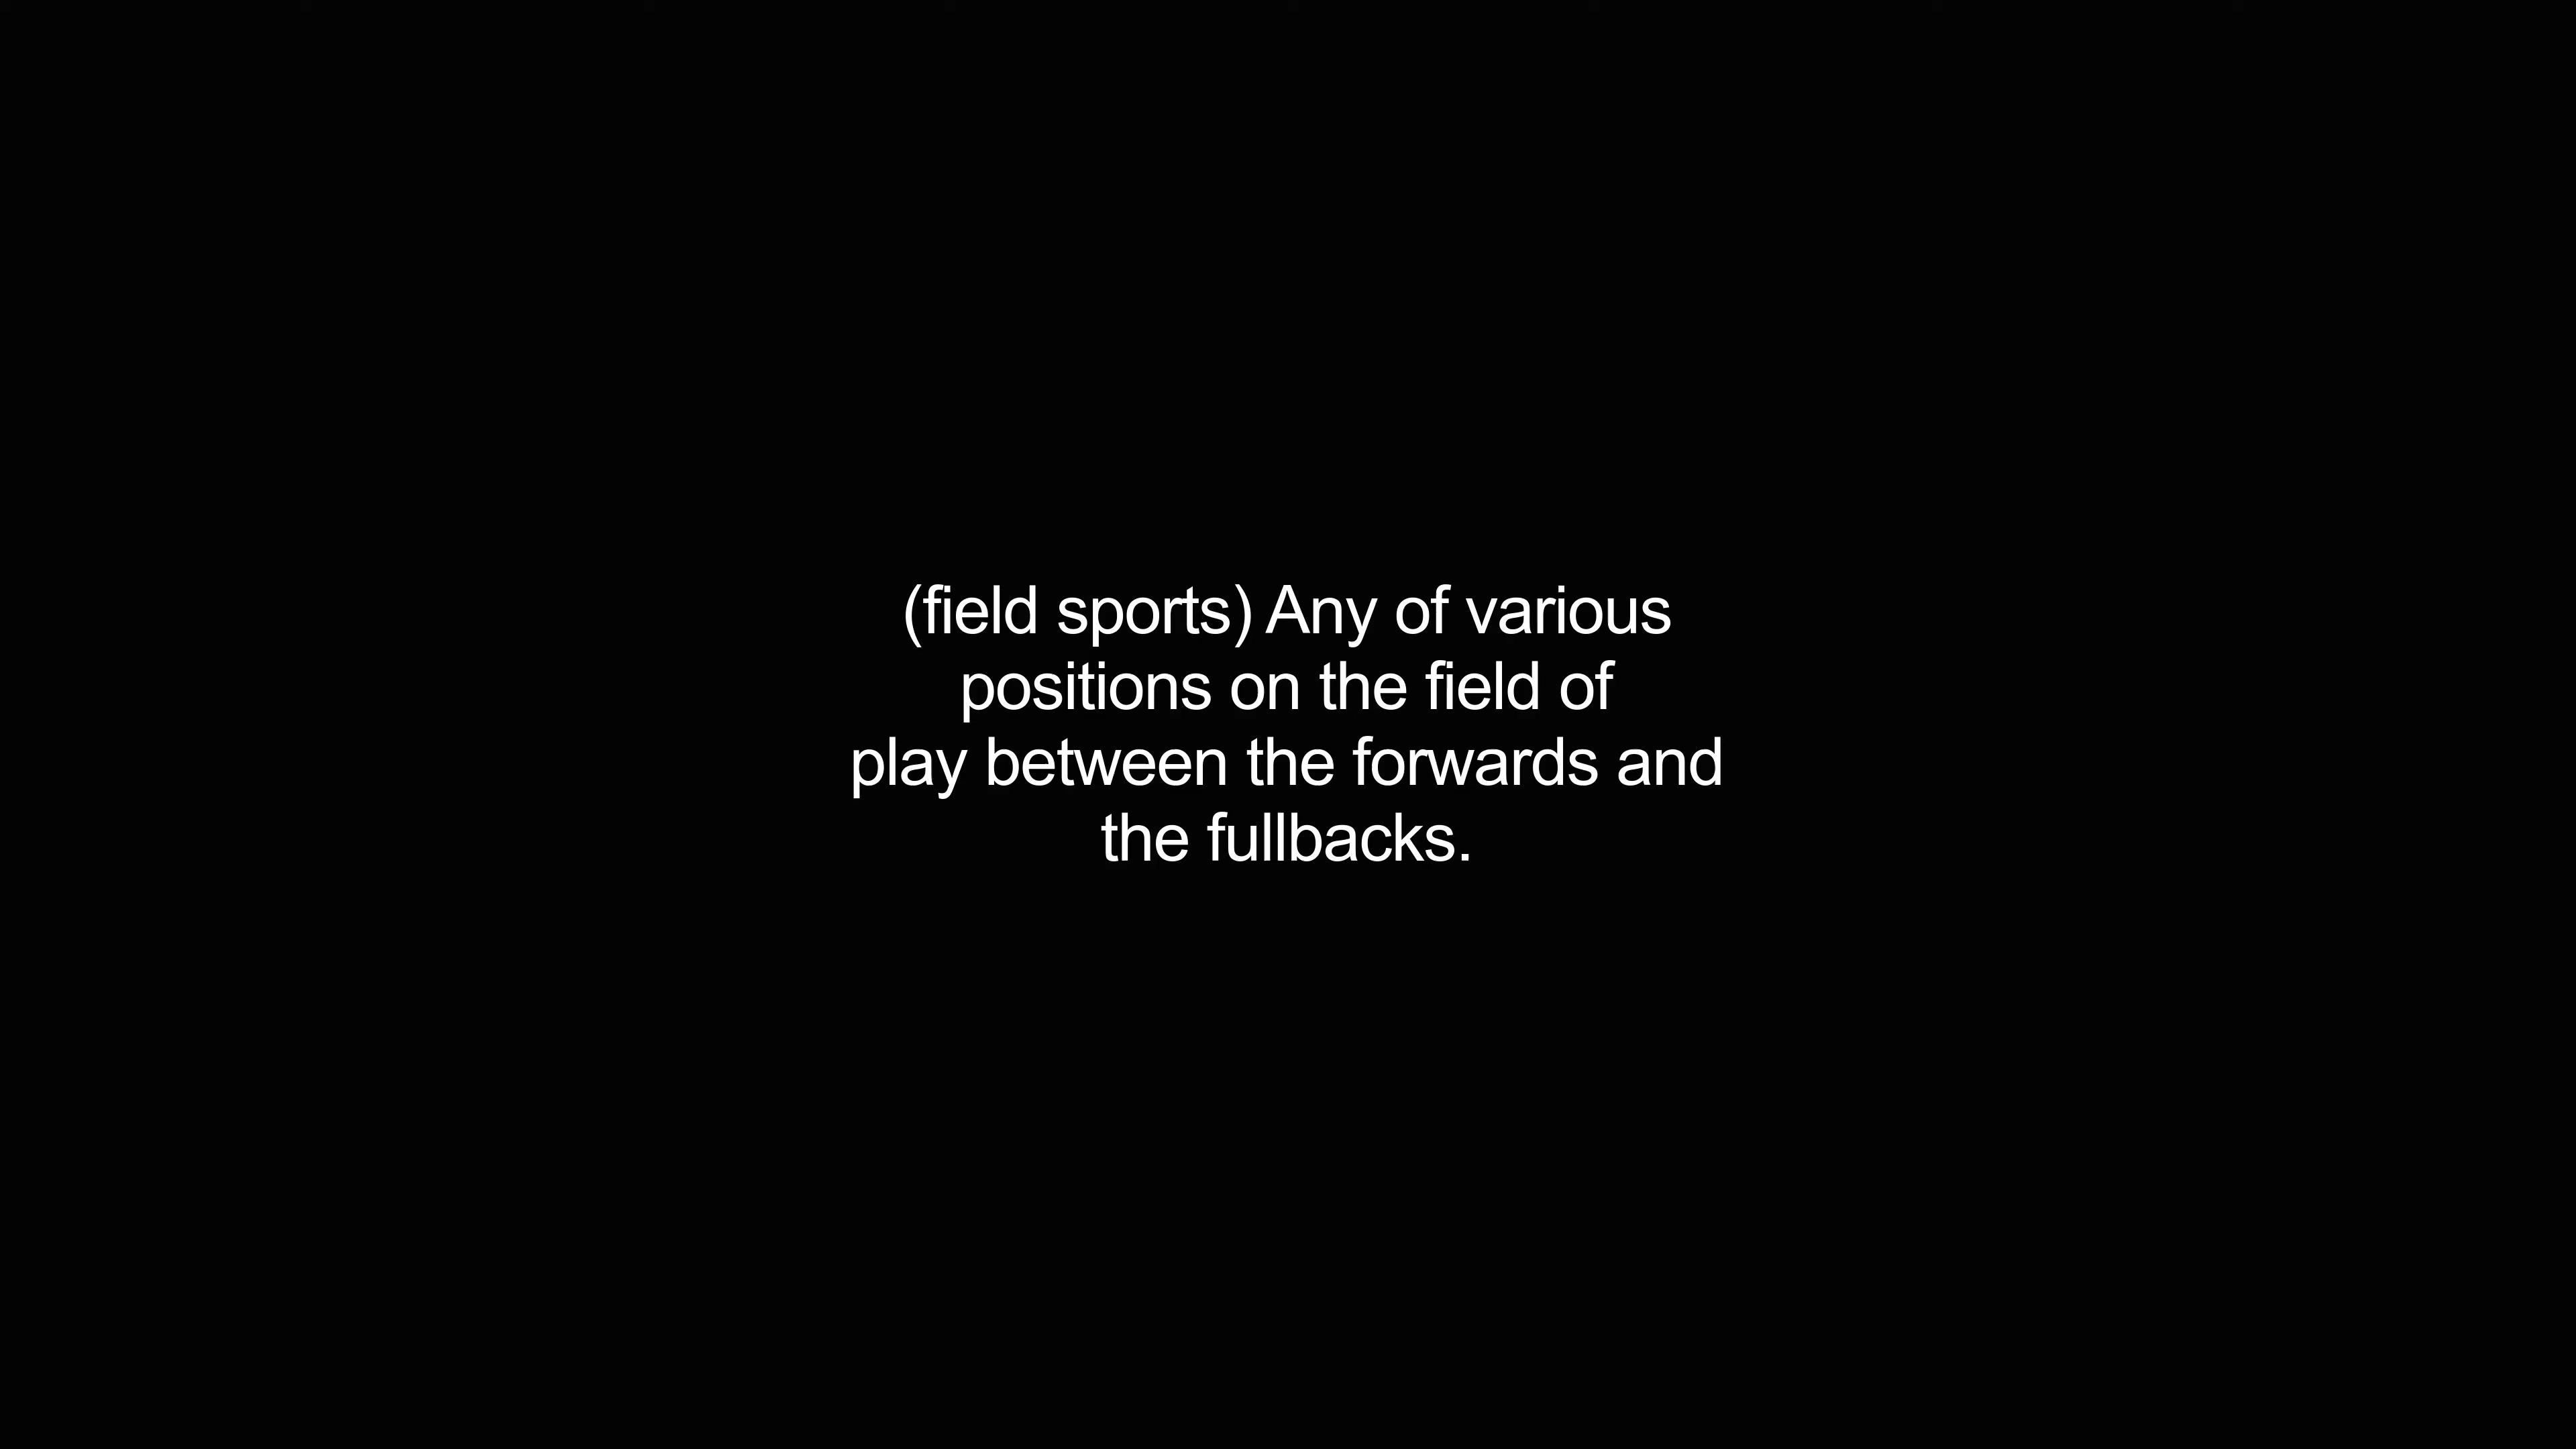 (field sports) Any of various
positions on the field of
play between the forwards and
the fullbacks.